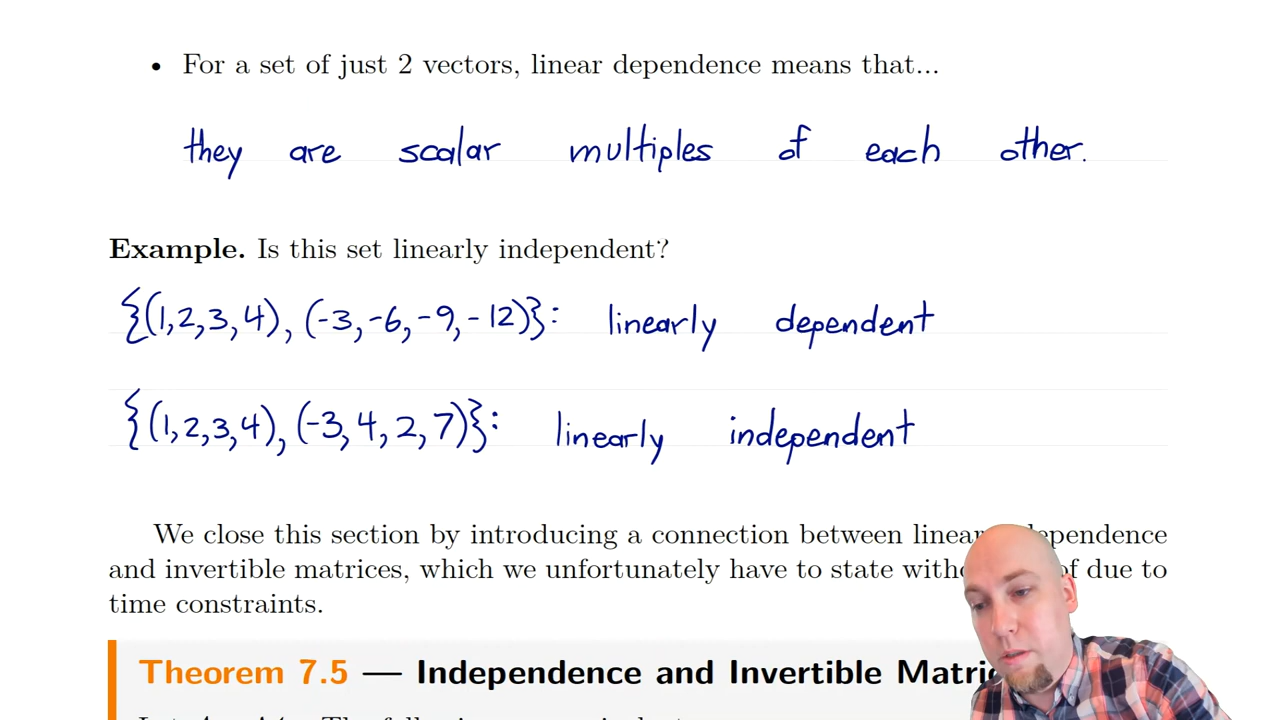 • For a set of just 2 vectors, linear dependence means that...
they are scalar multiples of each other.
Example. Is this set linearly independent?
{(1,2,3,4), (-3,-6,-9,-12)}: linearly dependent
{(1,2,3,4), (-3,4,2,7)}: linearly independent
We close this section by introducing a connection between linear
and invertible matrices, which we unfortunately have to state due to
time constraints.
Theorem 7.5 — Independence and Invertible